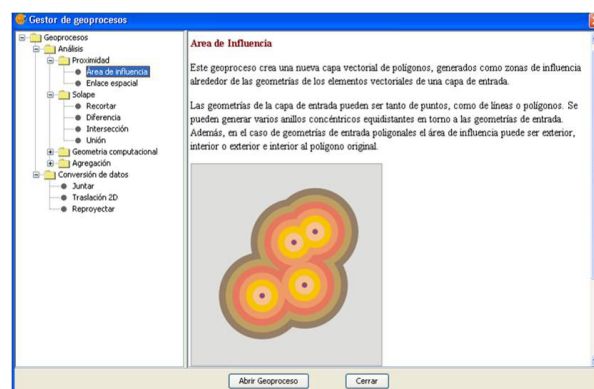 Gestor de geoprocesos
Geoprocesos
Análisis
Proximidad
Área de influencia
Enlace espacial
Solape
Recortar
Diferencia
Intersección
Unión
Geometría computacional
Agregación
Conversión de datos
Juntar
Traslación 2D
Reproyectar
Area de Influencia
Este geoproceso crea una nueva capa vectorial de polígonos, generados como zonas de influencia
alrededor de las geometrías de los elementos vectoriales de una capa de entrada.
Las geometrías de la capa de entrada pueden ser tanto de puntos, como de líneas o polígonos. Se
pueden generar varios anillos concéntricos equidistantes en torno a las geometrías de entrada.
Además, en el caso de geometrías de entrada poligonales el área de influencia puede ser exterior,
interior o exterior e interior al polígono original.
Abrir Geoproceso
Cerrar